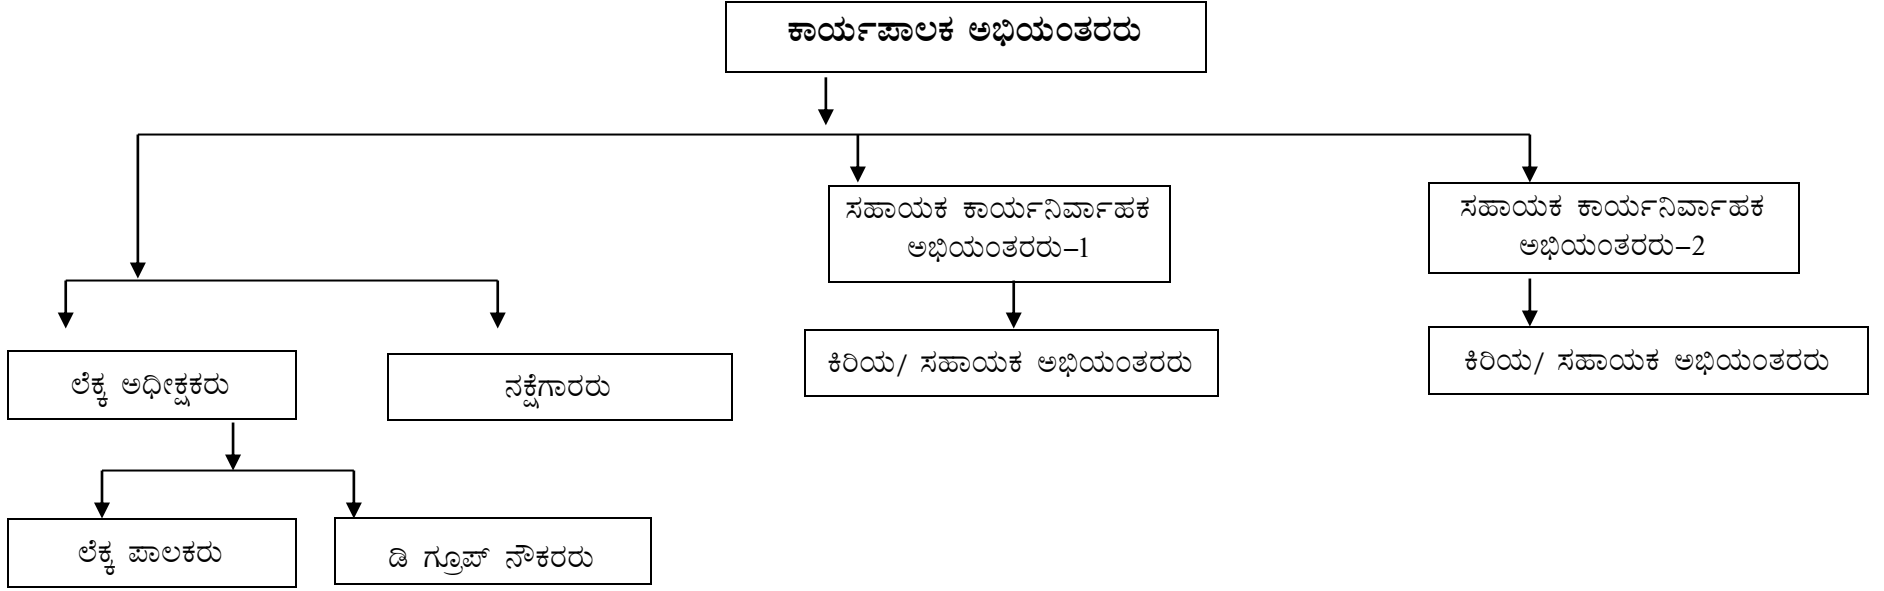 ಕಾರ್ಯಪಾಲಕ ಅಭಿಯಂತರರು
ಸಹಾಯಕ ಕಾರ್ಯನಿರ್ವಾಹಕ
ಅಭಿಯಂತರರು-1
ಸಹಾಯಕ ಕಾರ್ಯನಿರ್ವಾಹಕ
ಅಭಿಯಂತರರು-2
ಲೆಕ್ಕ ಅಧೀಕ್ಷಕರು
ನಕ್ಷೆಗಾರರು
ಕಿರಿಯ/ ಸಹಾಯಕ ಅಭಿಯಂತರರು
ಕಿರಿಯ/ ಸಹಾಯಕ ಅಭಿಯಂತರರು
ಲೆಕ್ಕ ಪಾಲಕರು
ಡಿ ಗ್ರೂಪ್ ನೌಕರರು